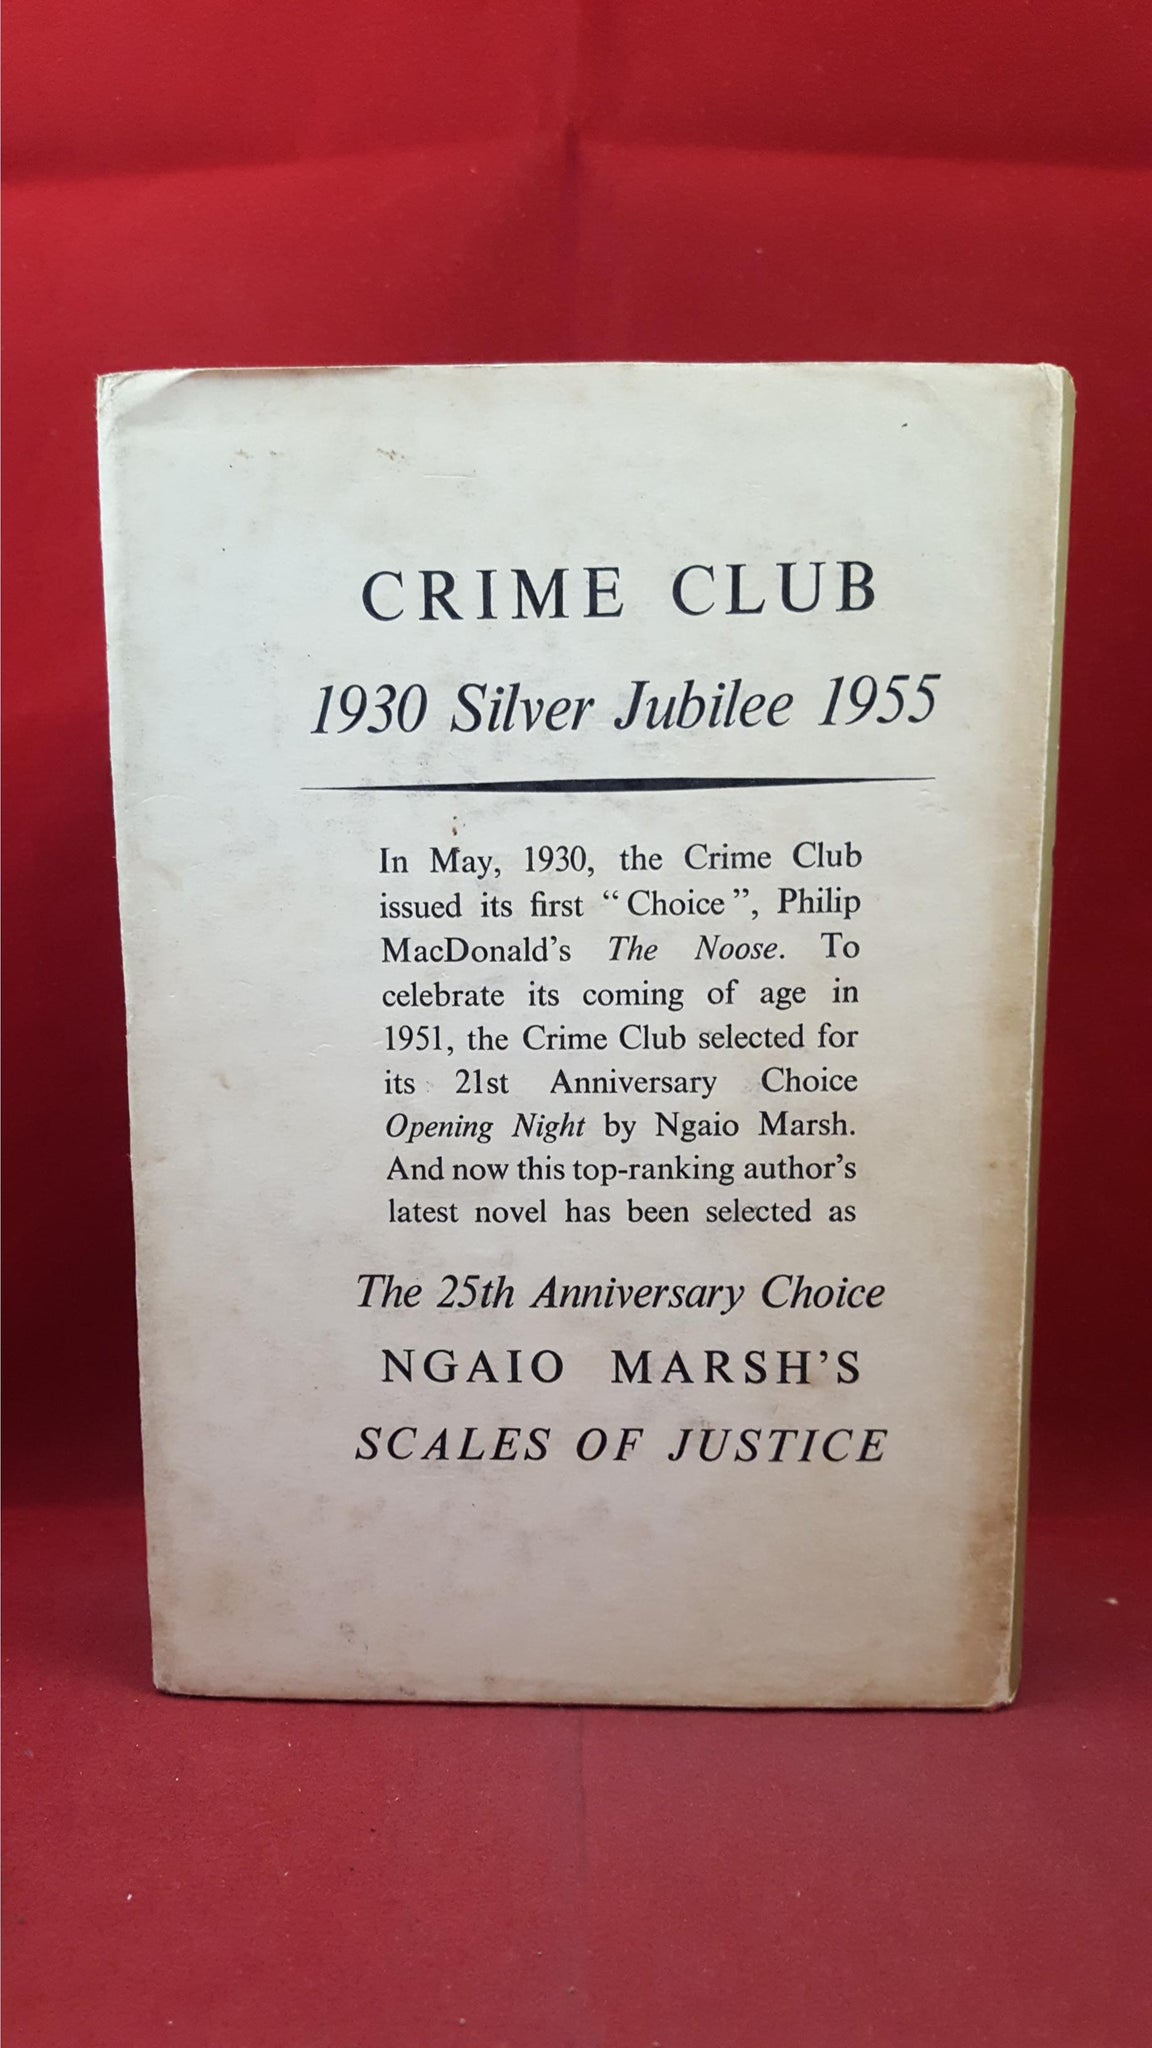 CRIME CLUB
1930 Silver Jubilee 1955
In May, 1930, the Crime Club
issued its first “Choice”, Philip
MacDonald’s The Noose. To
celebrate its coming of age in
1951, the Crime Club selected for
its 21st Anniversary Choice
Opening Night by Ngaio Marsh.
And now this top-ranking author’s
latest novel has been selected as
The 25th Anniversary Choice
NGAIO MARSH’S
SCALES OF JUSTICE